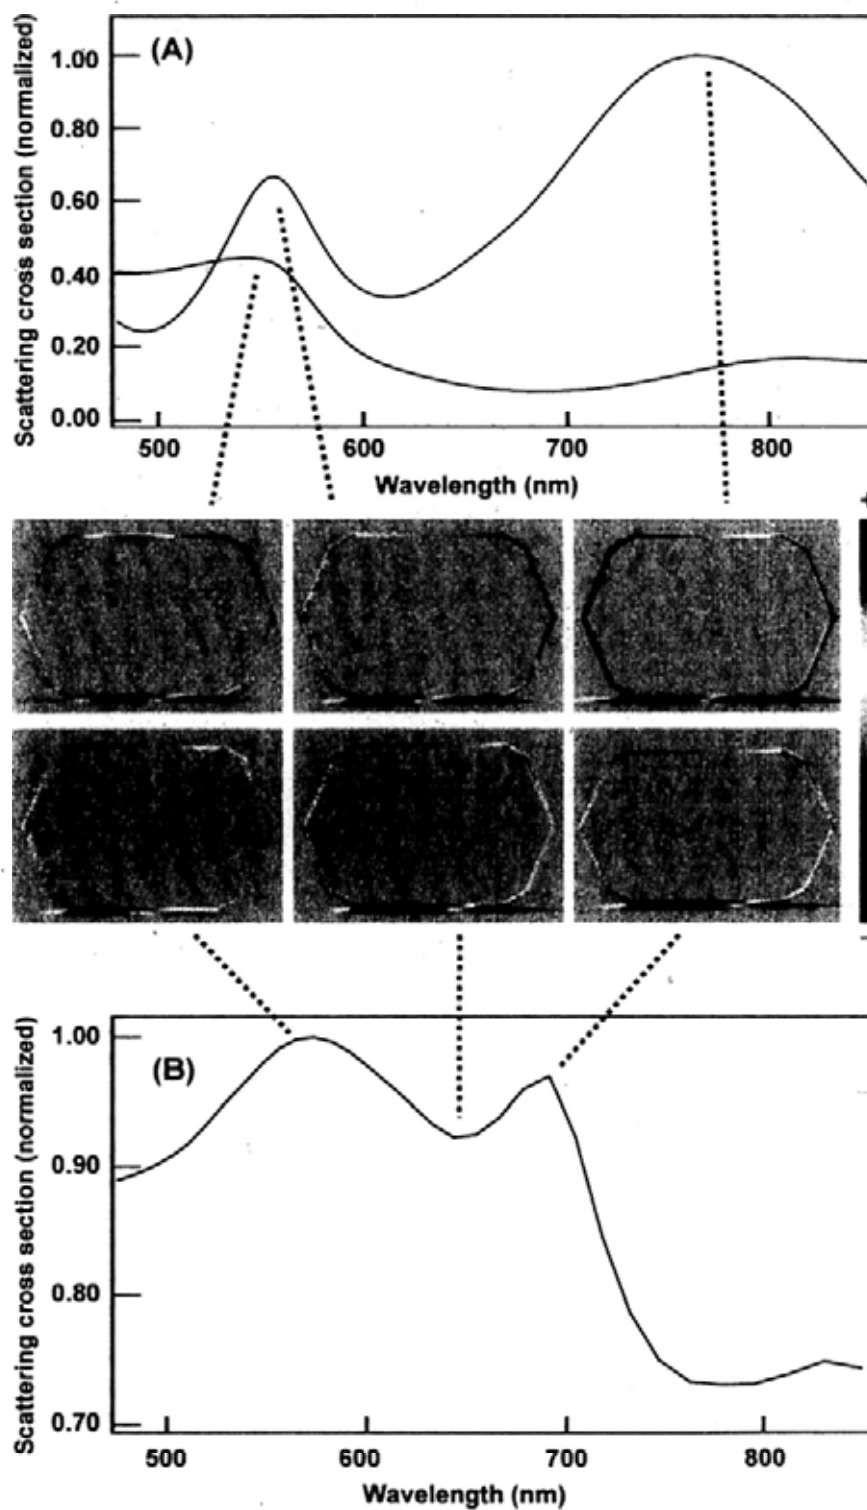 (A)
Scattering cross section (normalized)
1.00
0.80
0.60
0.40
0.20
0.00
500 600 700 800
Wavelength (nm)
(B)
Scattering cross section (normalized)
1.00
0.90
0.80
0.70
500 600 700 800
Wavelength (nm)